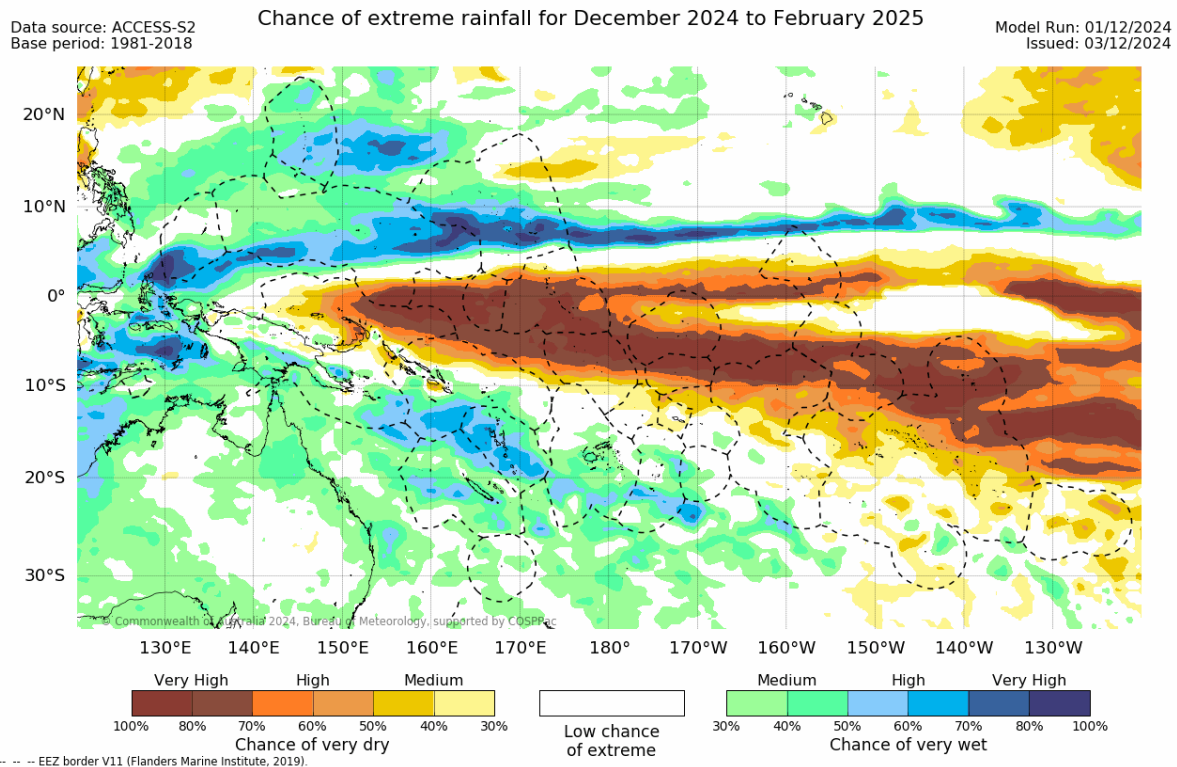 Chance of extreme rainfall for December 2024 to February 2025
Data source: ACCESS-S2
Base period: 1981-2018
Model Run: 01/12/2024
Issued: 03/12/2024
20°N
10°N
0°
10°S
20°S
30°S
© Commonwealth of Australia 2024, Bureau of Meteorology, supported by COSPPac
130°E 140°E 150°E 160°E 170°E 180° 170°W 160°W 150°W 140°W 130°W
Very High High Medium
100% 80% 70% 60% 50% 40% 30%
Chance of very dry
Low chance
of extreme
Medium High Very High
30% 40% 50% 60% 70% 80% 100%
Chance of very wet
-- -- -- EEZ border V11 (Flanders Marine Institute, 2019).